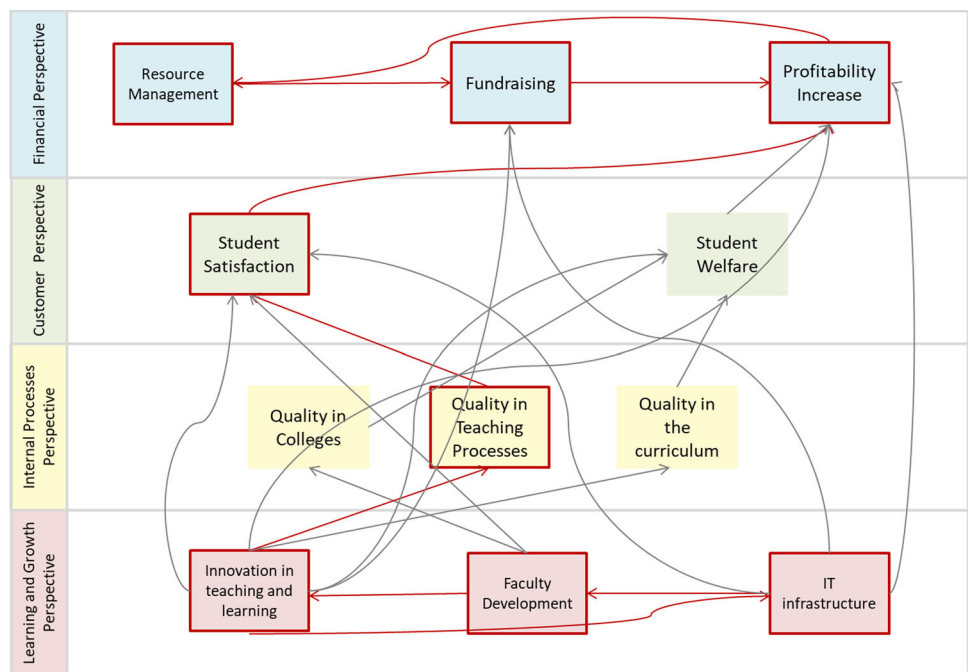 Financial Perspective
Resource
Management
Fundraising
Profitability
Increase
Customer Perspective
Student
Satisfaction
Student
Welfare
Internal Processes
Perspective
Quality in
Colleges
Quality in
Teaching
Processes
Quality in
the
curriculum
Learning and Growth
Perspective
Innovation in
teaching and
learning
Faculty
Development
IT
infrastructure